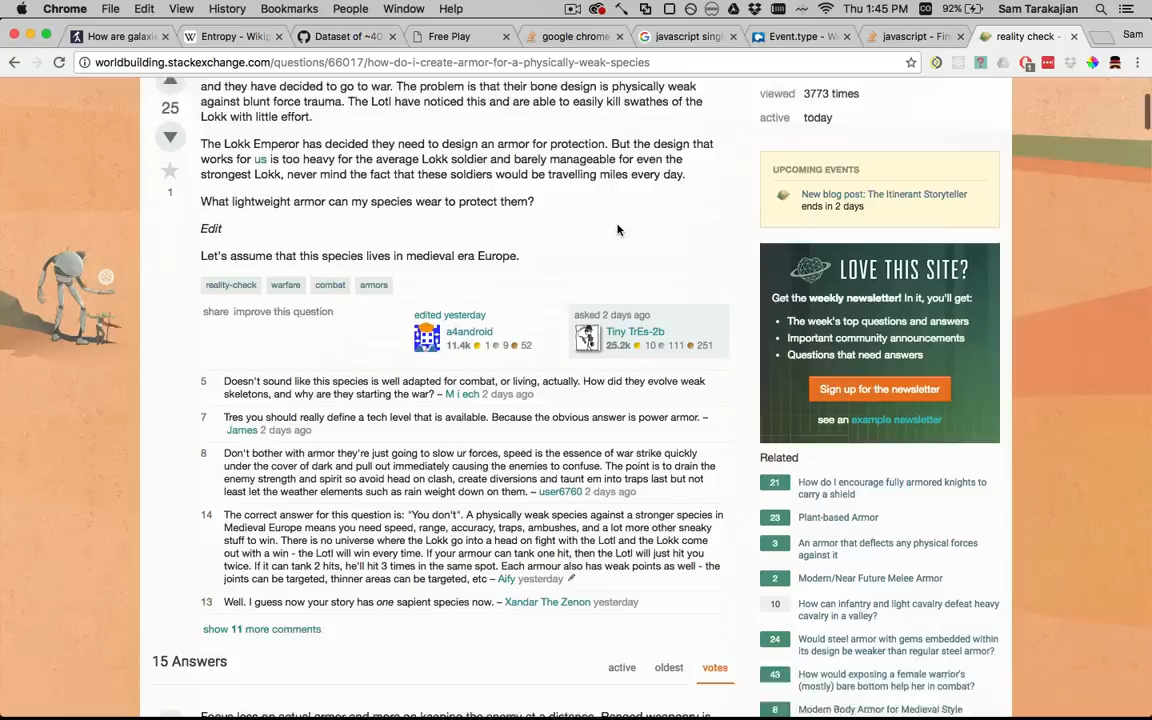 Chrome File Edit View History Bookmarks People Window Help Thu 1:45 PM 92% Sam Tarakajian
How are galaxi
Entropy - Wikip
Dataset of ~40
Free Play
google chrome
javascript singl
Event.type - W
javascript - Fin
reality check -
Sam
worldbuilding.stackexchange.com/questions/66017/how-do-i-create-armor-for-a-physically-weak-species
and they have decided to go to war. The problem is that their bone design is physically weak
against blunt force trauma. The Lotl have noticed this and are able to easily kill swathes of the
Lokk with little effort.
25
The Lokk Emperor has decided they need to design an armor for protection. But the design that
works for us is too heavy for the average Lokk soldier and barely manageable for even the
strongest Lokk, never mind the fact that these soldiers would be travelling miles every day.
1
What lightweight armor can my species wear to protect them?
Edit
Let's assume that this species lives in medieval era Europe.
reality-check warfare combat armors
share improve this question
edited yesterday
a4android
11.4k 1 9 52
asked 2 days ago
Tiny TrEs-2b
25.2k 10 111 251
5 Doesn't sound like this species is well adapted for combat, or living, actually. How did they evolve weak
skeletons, and why are they starting the war? – M i ech 2 days ago
7 Tres you should really define a tech level that is available. Because the obvious answer is power armor. –
James 2 days ago
8 Don't bother with armor they're just going to slow ur forces, speed is the essence of war strike quickly
under the cover of dark and pull out immediately causing the enemies to confuse. The point is to drain the
enemy strength and spirit so avoid head on clash, create diversions and taunt em into traps last but not
least let the weather elements such as rain weight down on them. – user6760 2 days ago
14 The correct answer for this question is: "You don't". A physically weak species against a stronger species in
Medieval Europe means you need speed, range, accuracy, traps, ambushes, and a lot more other sneaky
stuff to win. There is no universe where the Lokk go into a head on fight with the Lotl and the Lokk come
out with a win - the Lotl will win every time. If your armour can tank one hit, then the Lotl will just hit you
twice. If it can tank 2 hits, he'll hit 3 times in the same spot. Each armour also has weak points as well - the
joints can be targeted, thinner areas can be targeted, etc – Aify yesterday
13 Well. I guess now your story has one sapient species now. – Xandar The Zenon yesterday
show 11 more comments
15 Answers
active oldest votes
Focus less on actual armor and more on keeping the enemy at a distance. Ranged weaponry is
viewed 3773 times
active today
UPCOMING EVENTS
New blog post: The Itinerant Storyteller
ends in 2 days
LOVE THIS SITE?
Get the weekly newsletter! In it, you'll get:
• The week's top questions and answers
• Important community announcements
• Questions that need answers
Sign up for the newsletter
see an example newsletter
Related
21 How do I encourage fully armored knights to
carry a shield
23 Plant-based Armor
3 An armor that deflects any physical forces
against it
2 Modern/Near Future Melee Armor
10 How can infantry and light cavalry defeat heavy
cavalry in a valley?
24 Would steel armor with gems embedded within
its design be weaker than regular steel armor?
43 How would exposing a female warrior's
(mostly) bare bottom help her in combat?
8 Modern Body Armor for Medieval Style